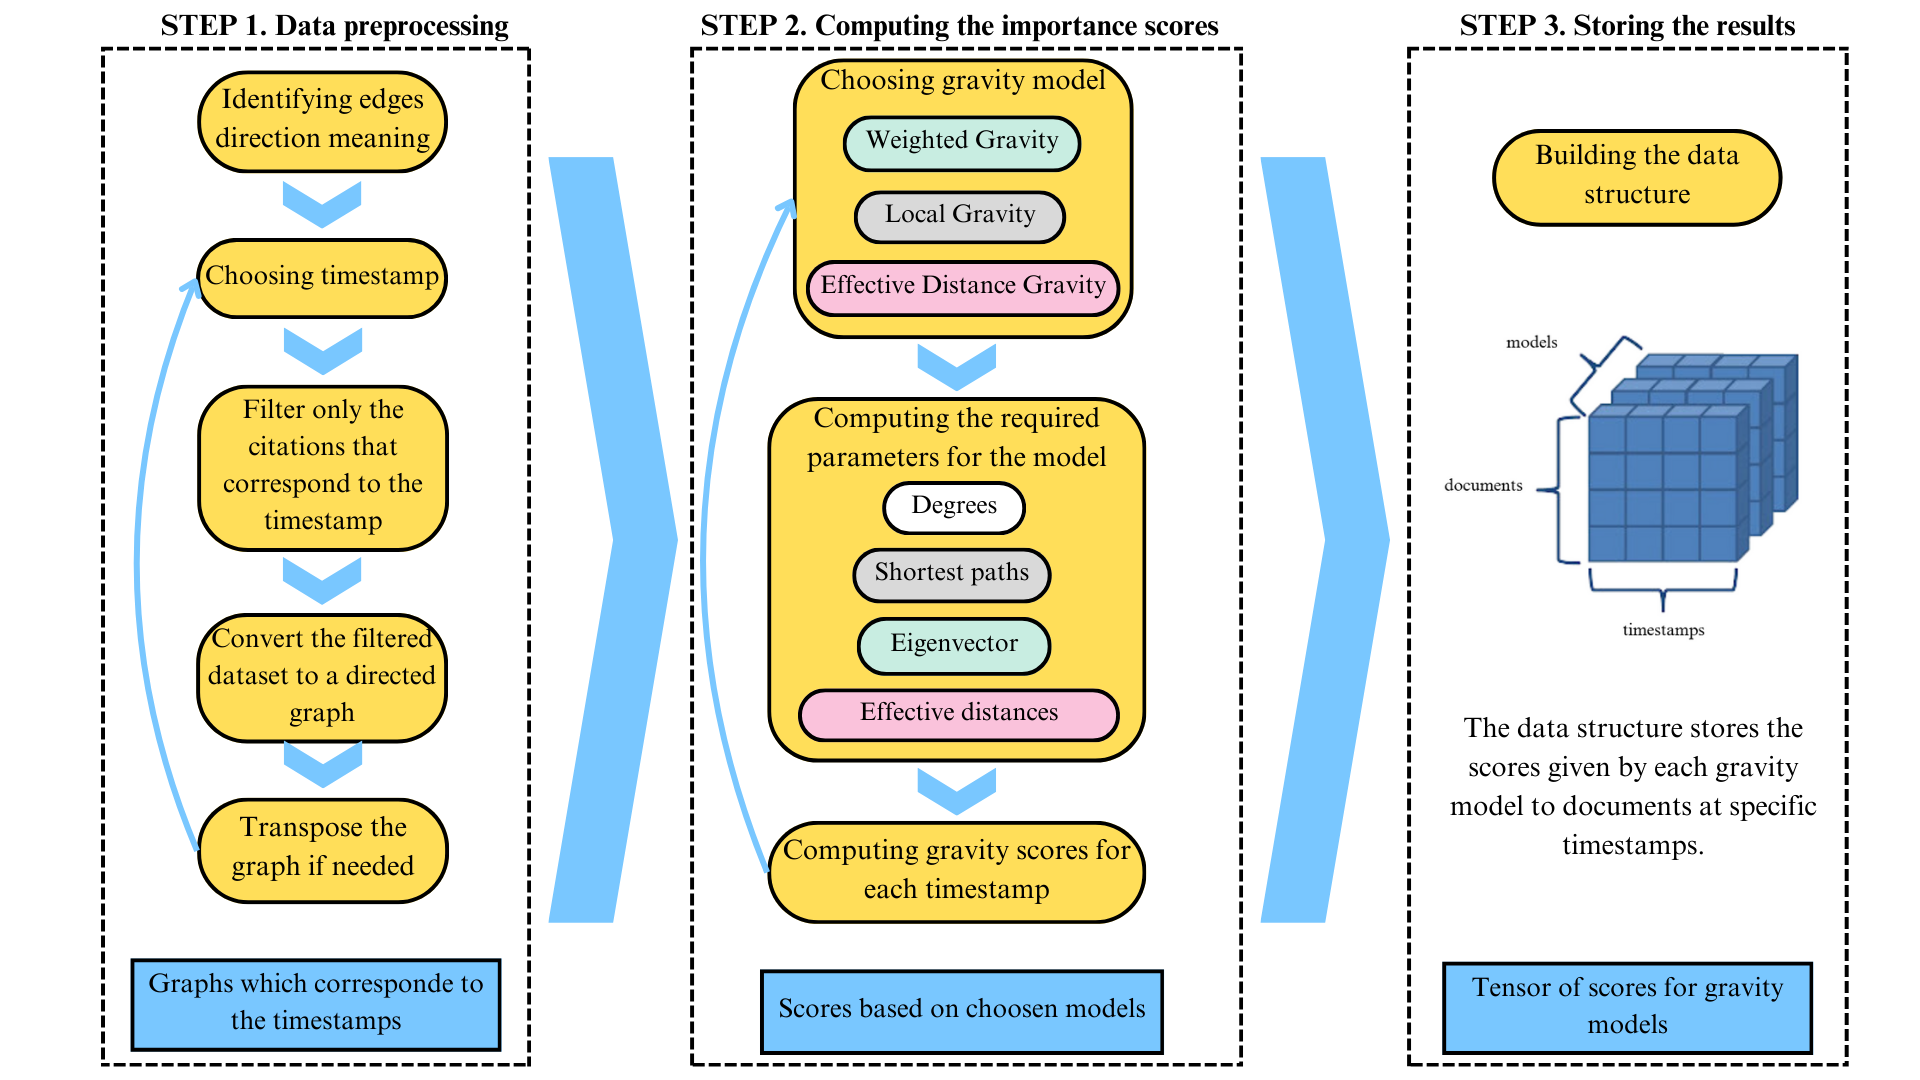 STEP 1. Data preprocessing
Identifying edges
direction meaning
Choosing timestamp
Filter only the
citations that
correspond to the
timestamp
Convert the filtered
dataset to a directed
graph
Transpose the
graph if needed
Graphs which corresponde to
the timestamps
STEP 2. Computing the importance scores
Choosing gravity model
Weighted Gravity
Local Gravity
Effective Distance Gravity
Computing the required
parameters for the model
Degrees
Shortest paths
Eigenvector
Effective distances
Computing gravity scores for
each timestamp
Scores based on choosen models
STEP 3. Storing the results
Building the data
structure
models
documents
timestamps
The data structure stores the
scores given by each gravity
model to documents at specific
timestamps.
Tensor of scores for gravity
models